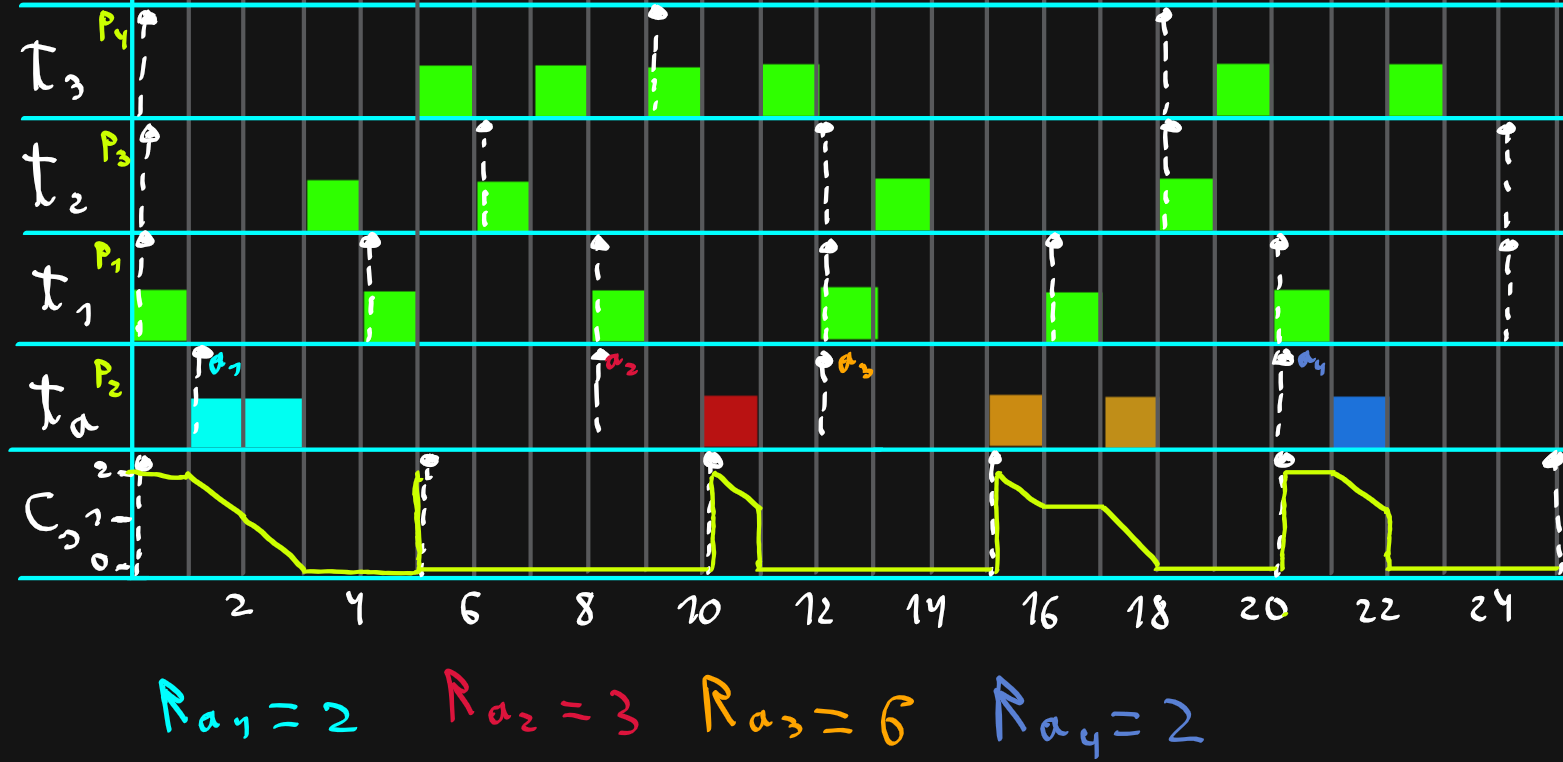 P4
τ3
P3
τ2
P1
τ1
P2
τa
a1 a2 a3 a4
2
Cs 1
0
2 4 6 8 10 12 14 16 18 20 22 24
Ra1 = 2 Ra2 = 3 Ra3 = 6 Ra4 = 2